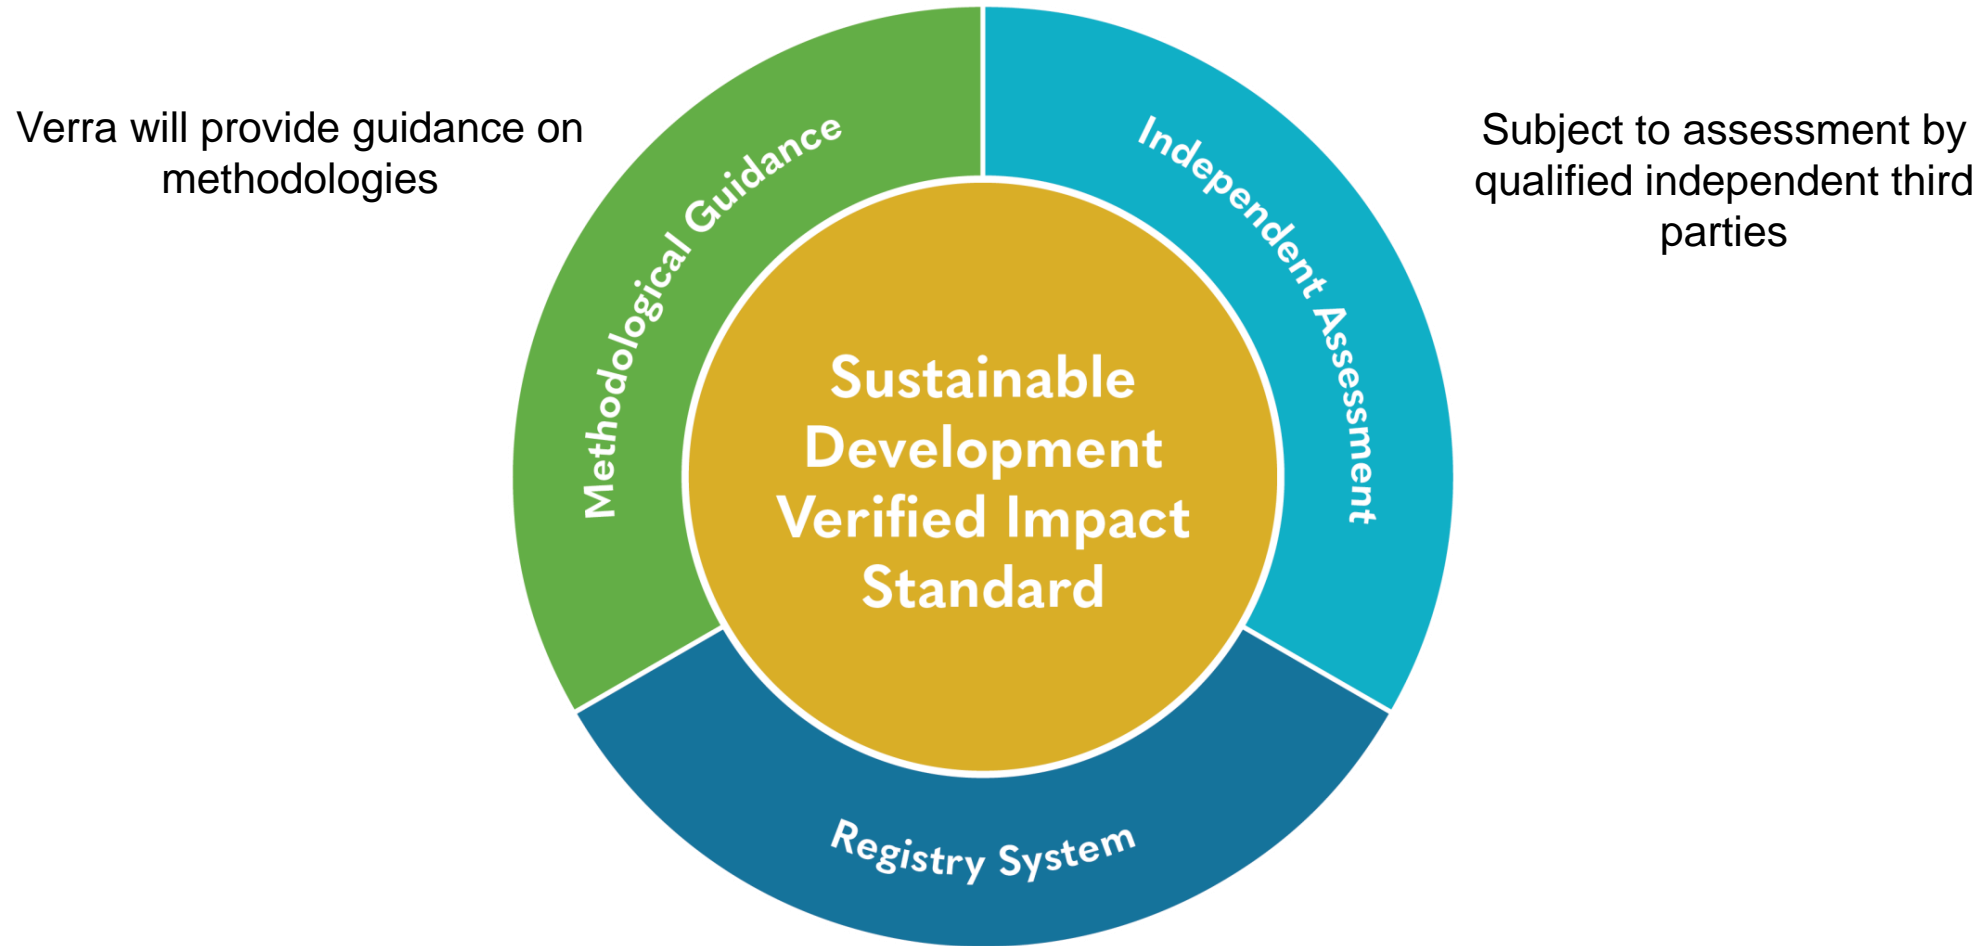 Verra will provide guidance on
methodologies
Methodological Guidance
Independent Assessment
Subject to assessment by
qualified independent third
parties
Sustainable
Development
Verified Impact
Standard
Registry System